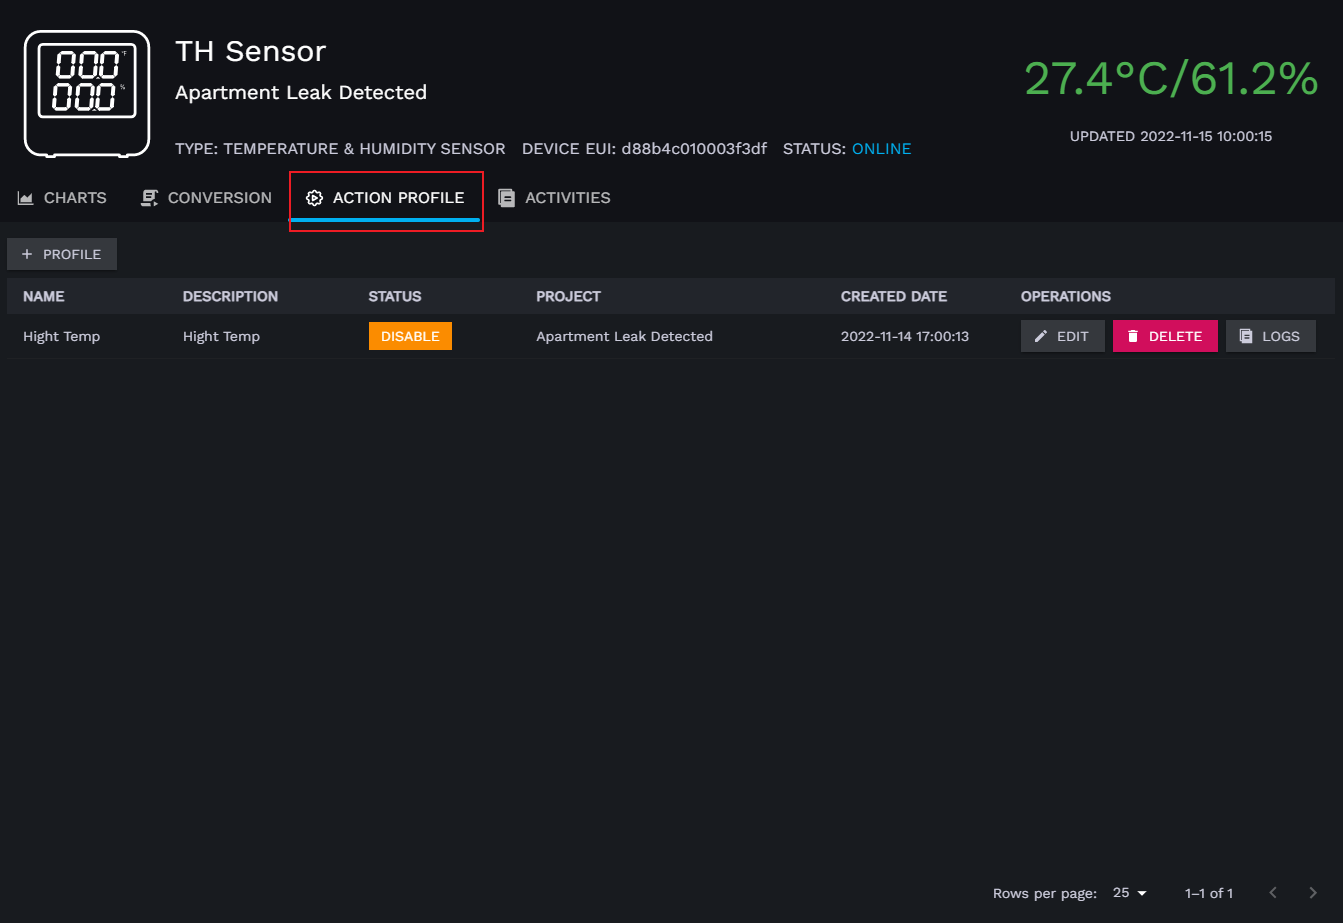 000 °F
000 %
TH Sensor
Apartment Leak Detected
27.4°C/61.2%
UPDATED 2022-11-15 10:00:15
TYPE: TEMPERATURE & HUMIDITY SENSOR DEVICE EUI: d88b4c010003f3df STATUS: ONLINE
CHARTS CONVERSION ACTION PROFILE ACTIVITIES
+ PROFILE
NAME DESCRIPTION STATUS PROJECT CREATED DATE OPERATIONS
Hight Temp Hight Temp DISABLE Apartment Leak Detected 2022-11-14 17:00:13 EDIT DELETE LOGS
Rows per page: 25 1–1 of 1